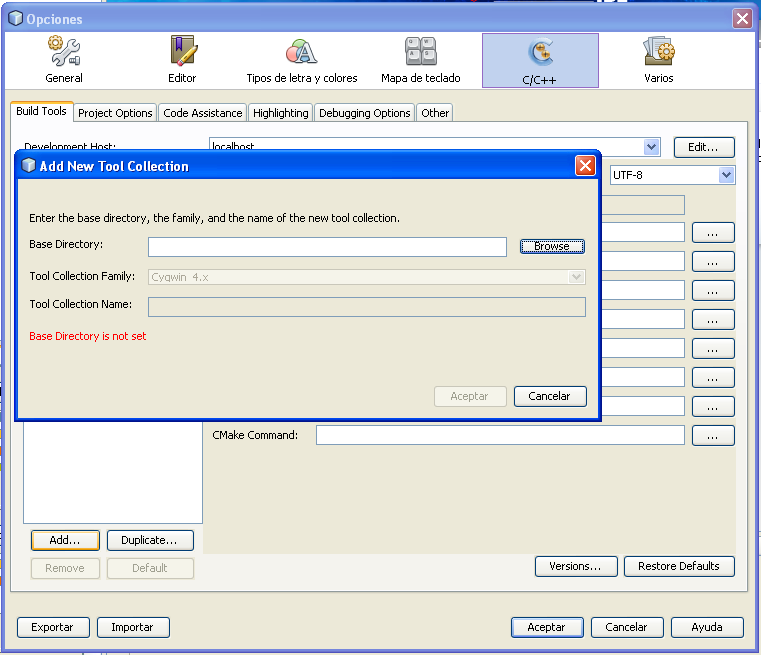 Opciones
General
Editor
Tipos de letra y colores
Mapa de teclado
C/C++
Varios
Build Tools
Project Options
Code Assistance
Highlighting
Debugging Options
Other
Development Host:
localhost
Edit...
Add New Tool Collection
UTF-8
Enter the base directory, the family, and the name of the new tool collection.
Base Directory:
Browse
...
Tool Collection Family:
Cygwin 4.x
...
Tool Collection Name:
...
...
Base Directory is not set
...
...
Aceptar
Cancelar
...
CMake Command:
...
Add...
Duplicate...
Remove
Default
Versions...
Restore Defaults
Exportar
Importar
Aceptar
Cancelar
Ayuda